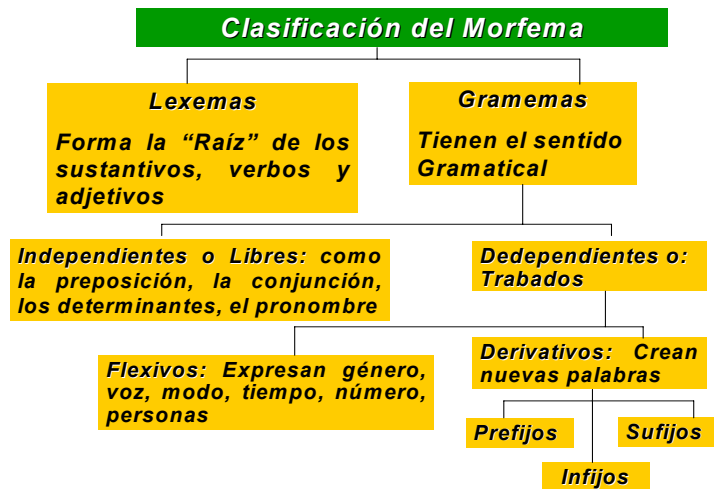 Clasificación del Morfema
Lexemas
Forma la “Raíz” de los
sustantivos, verbos y
adjetivos
Gramemas
Tienen el sentido
Gramatical
Independientes o Libres: como
la preposición, la conjunción,
los determinantes, el pronombre
Dedependientes o:
Trabados
Flexivos: Expresan género,
voz, modo, tiempo, número,
personas
Derivativos: Crean
nuevas palabras
Prefijos
Sufijos
Infijos